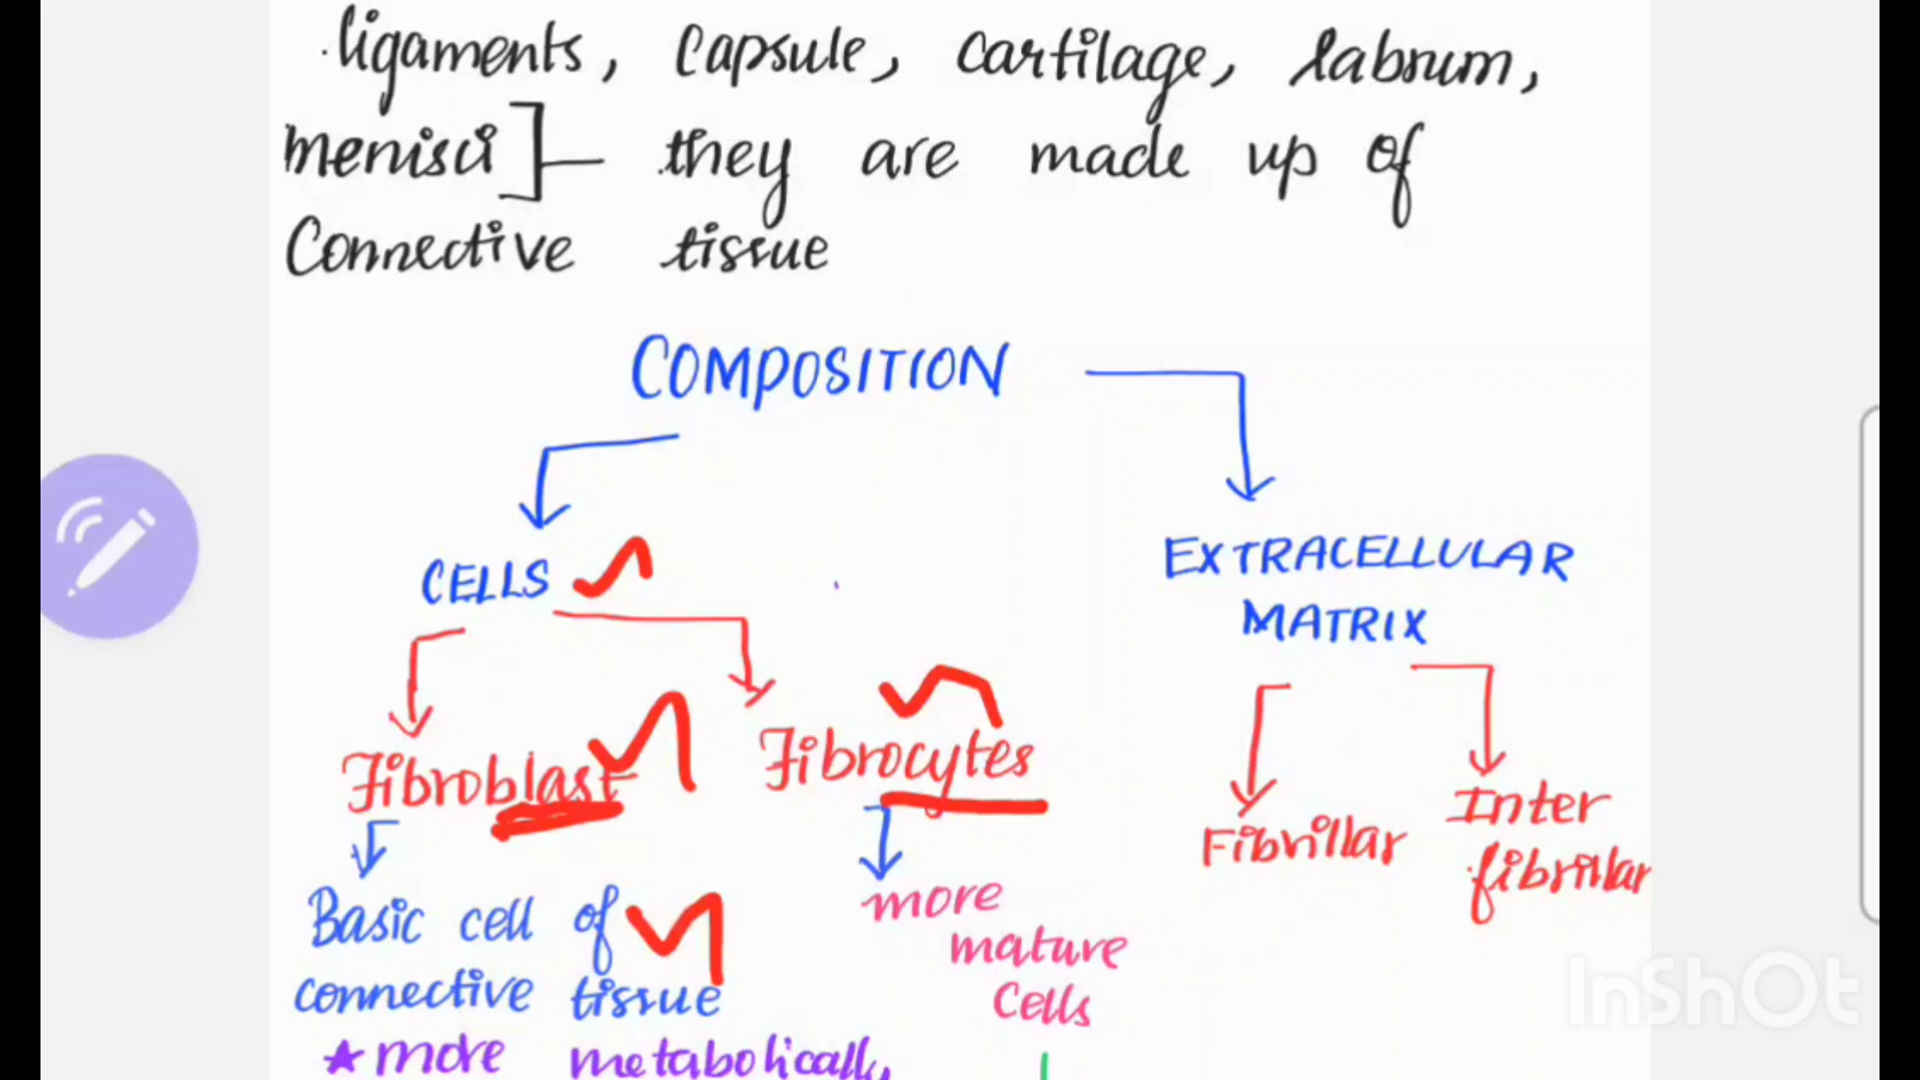 ligaments, capsule, cartilage, labrum,
menisci] — they are made up of
Connective tissue
COMPOSITION
CELLS
EXTRACELLULAR
MATRIX
Fibroblast
Fibrocytes
Fibrillar
Inter
fibrillar
Basic cell of
connective tissue
more
mature
cells
★ more metabolically
InShOt